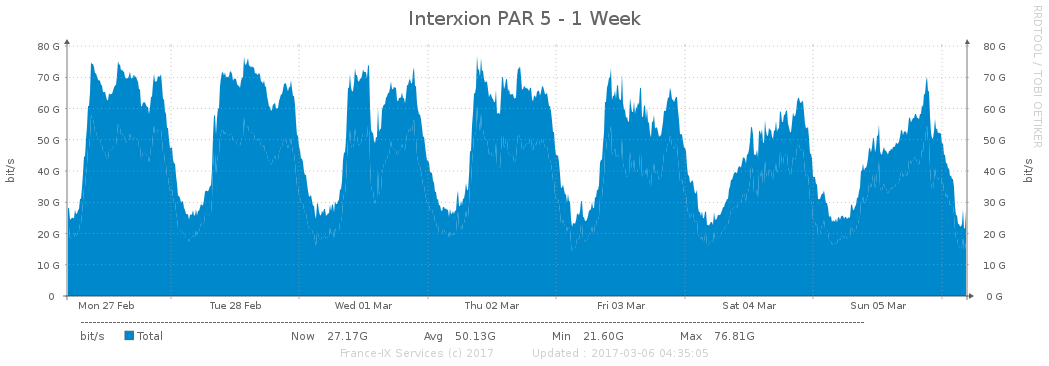 Interxion PAR 5 - 1 Week
RRDTOOL / TOBI OETIKER
80 G 80 G
70 G 70 G
60 G 60 G
50 G 50 G
40 G 40 G
30 G 30 G
20 G 20 G
10 G 10 G
0 0 G
bit/s
bit/s
Mon 27 Feb Tue 28 Feb Wed 01 Mar Thu 02 Mar Fri 03 Mar Sat 04 Mar Sun 05 Mar
bit/s Total Now 27.17G Avg 50.13G Min 21.60G Max 76.81G
France-IX Services (c) 2017 Updated : 2017-03-06 04:35:05